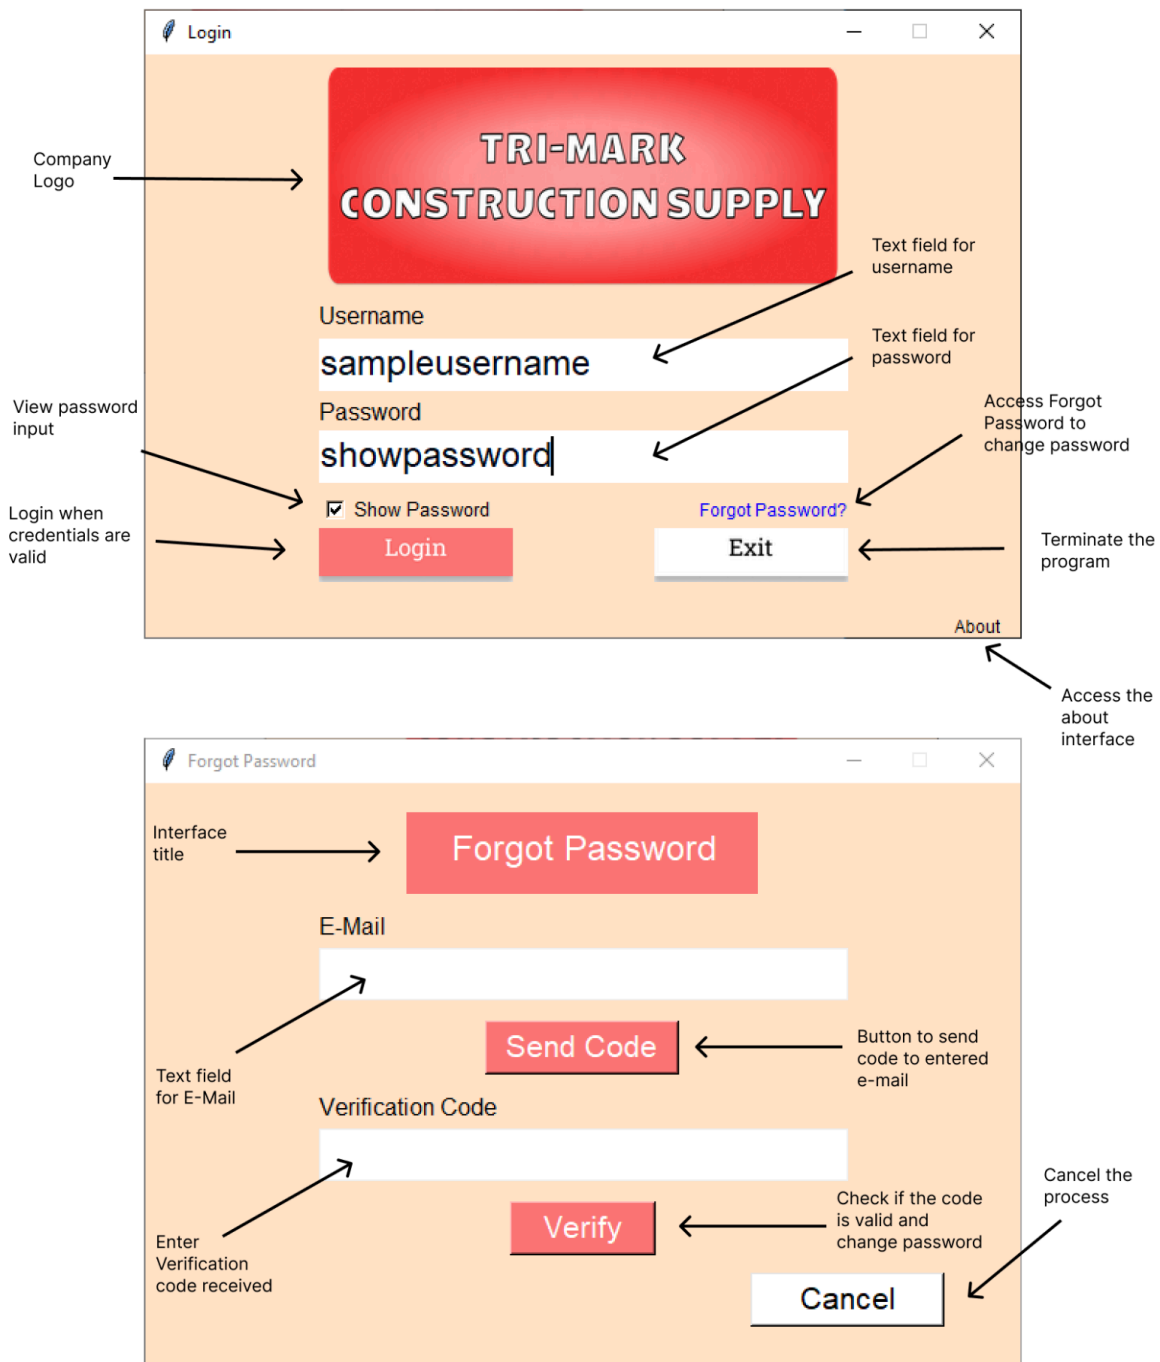 Login
TRI-MARK
CONSTRUCTION SUPPLY
Company
Logo
Text field for
username
Username
sampleusername
Text field for
password
Password
showpassword
View password
input
Access Forgot
Password to
change password
Show Password
Forgot Password?
Login when
credentials are
valid
Login
Exit
Terminate the
program
About
Access the
about
interface
Forgot Password
Interface
title
Forgot Password
E-Mail
Text field
for E-Mail
Send Code
Button to send
code to entered
e-mail
Verification Code
Enter
Verification
code received
Verify
Check if the code
is valid and
change password
Cancel the
process
Cancel